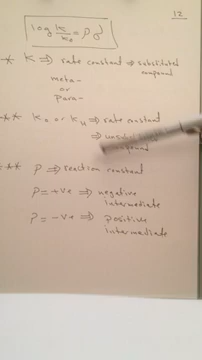 log K/K₀ = ρ σ
12
* K ⇒ rate constant ⇒ substituted
compound
meta-
or
para-
** K₀ or K_H ⇒ rate constant
⇒
compound
*** ρ ⇒ reaction constant
ρ = +ve ⇒ negative
intermediate
ρ = -ve ⇒ positive
intermediate